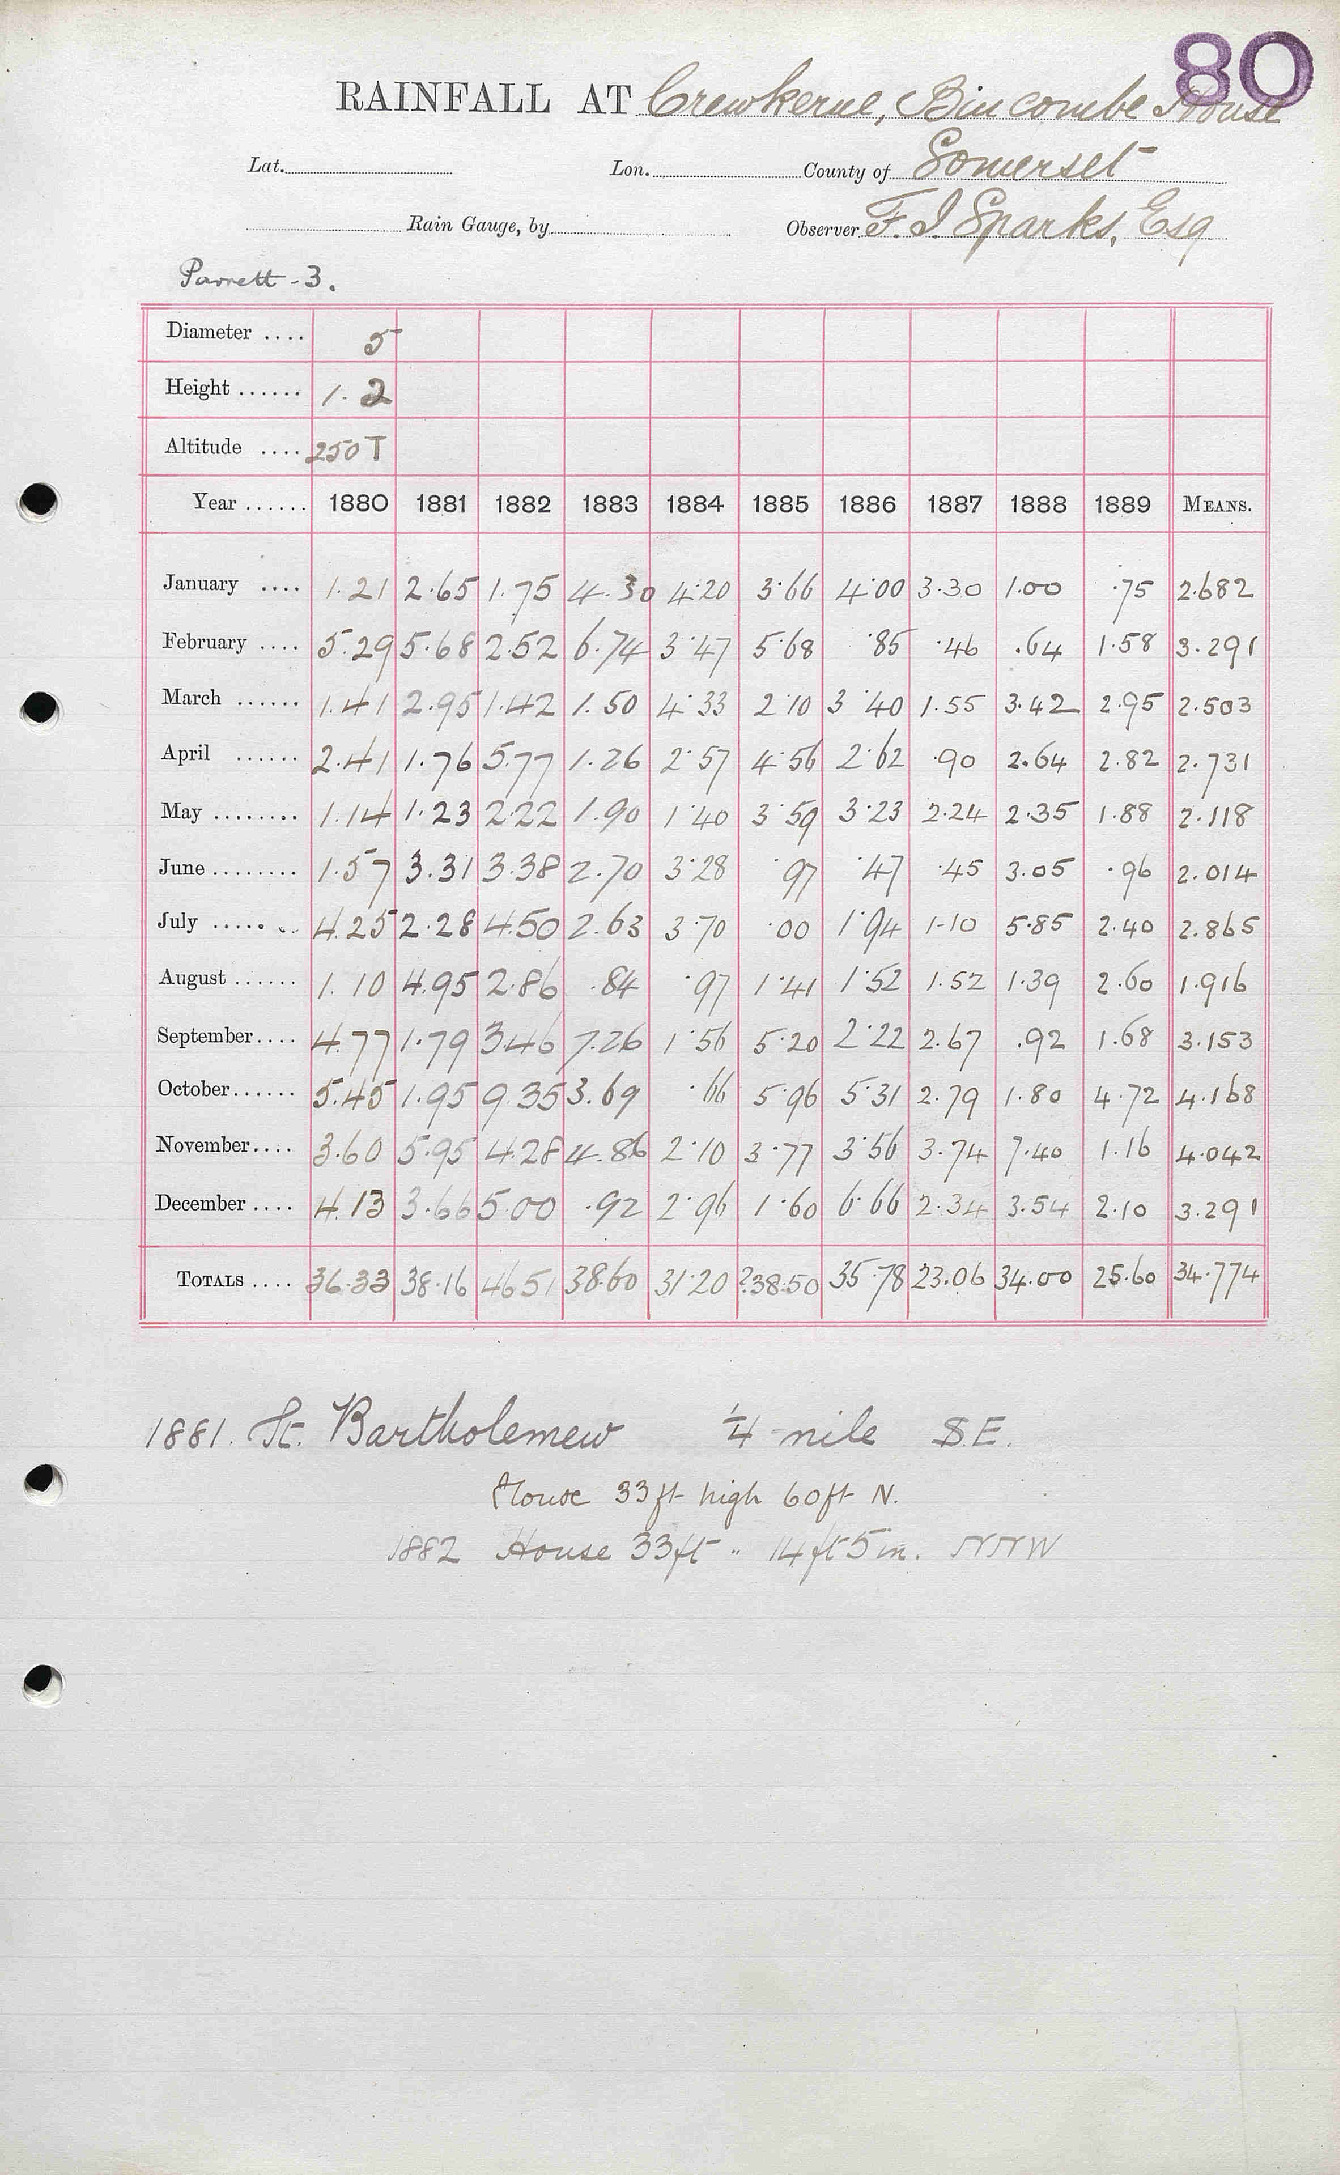 80
RAINFALL AT Crewkerne, Bincombe House
Lat. Lon. County of Somerset
Rain Gauge, by Observer F. J. Sparks, Esq
Parrett - 3.
Diameter .... 5
Height ...... 1. 2
Altitude .... 250 T
Year ...... 1880 1881 1882 1883 1884 1885 1886 1887 1888 1889 MEANS.
January .... 1.21 2.65 1.75 4.30 4.20 3.66 4.00 3.30 1.00 .75 2.682
February .... 5.29 5.68 2.52 6.74 3.47 5.68 .85 .46 .64 1.58 3.291
March ...... 1.41 2.95 1.42 1.50 4.33 2.10 3.40 1.55 3.42 2.95 2.503
April ...... 2.41 1.76 5.77 1.26 2.57 4.56 2.62 .90 2.64 2.82 2.731
May ........ 1.14 1.23 2.22 1.90 1.40 3.59 3.23 2.24 2.35 1.88 2.118
June ........ 1.57 3.31 3.38 2.70 3.28 .97 .47 .45 3.05 .96 2.014
July ........ 4.25 2.28 4.50 2.63 3.70 .00 1.94 1.10 5.85 2.40 2.865
August ...... 1.10 4.95 2.86 .84 .97 1.41 1.52 1.52 1.39 2.60 1.916
September .... 4.77 1.79 3.46 7.26 1.56 5.20 2.22 2.67 .92 1.68 3.153
October ...... 5.45 1.95 9.35 3.69 .66 5.96 5.31 2.79 1.80 4.72 4.168
November .... 3.60 5.95 4.28 4.86 2.10 3.77 3.56 3.74 7.40 1.16 4.042
December .... 4.13 3.66 5.00 .92 2.96 1.60 6.66 2.34 3.54 2.10 3.291
TOTALS .... 36.33 38.16 46.51 38.60 31.20 ?38.50 35.78 23.06 34.00 25.60 34.774
1881. St. Bartholemew 1/4 mile S.E.
House 33 ft high 60 ft N.
1882 House 33 ft " 14 ft 5 in. NNW